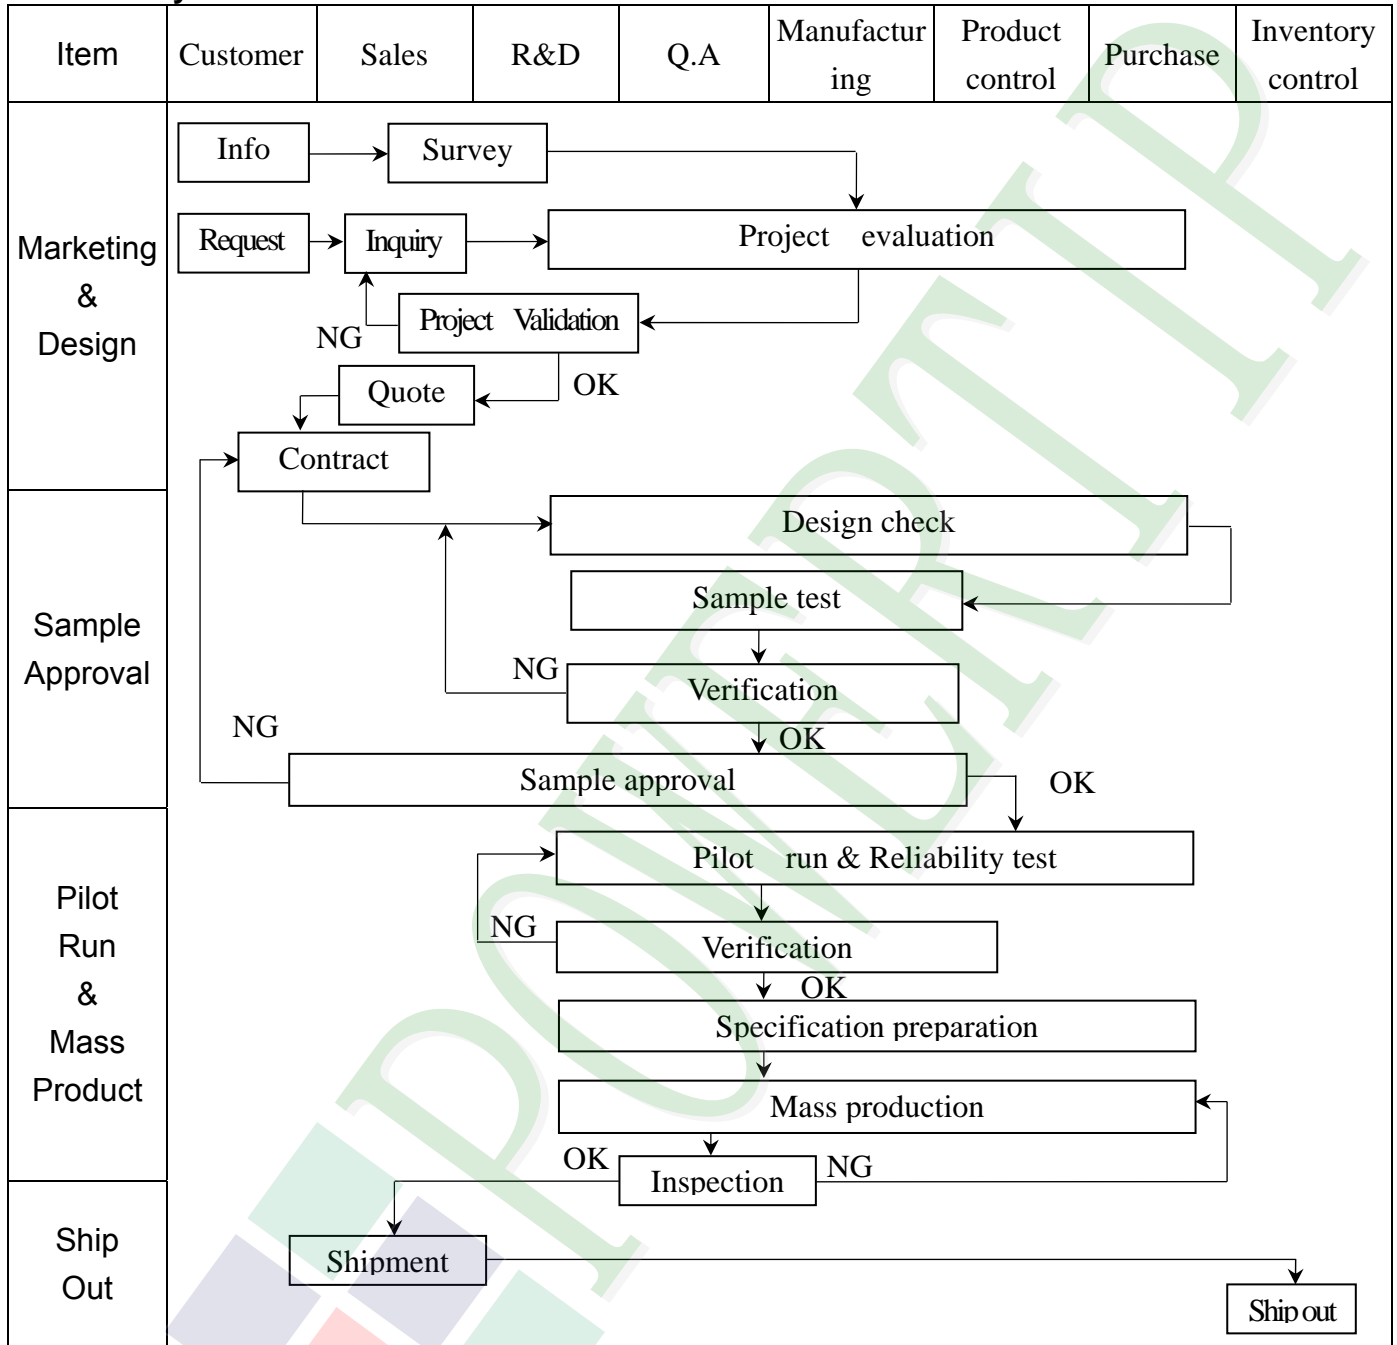 Item
Customer
Sales
R&D
Q.A
Manufactur
ing
Product
control
Purchase
Inventory
control
Marketing
&
Design
Info
Survey
Request
Inquiry
Project evaluation
NG
Project Validation
Quote
OK
Contract
Sample
Approval
Design check
Sample test
NG
Verification
NG
OK
Sample approval
OK
Pilot
Run
&
Mass
Product
Pilot run & Reliability test
NG
Verification
OK
Specification preparation
Mass production
OK
Inspection
NG
Ship
Out
Shipment
Ship out
POWERTIP